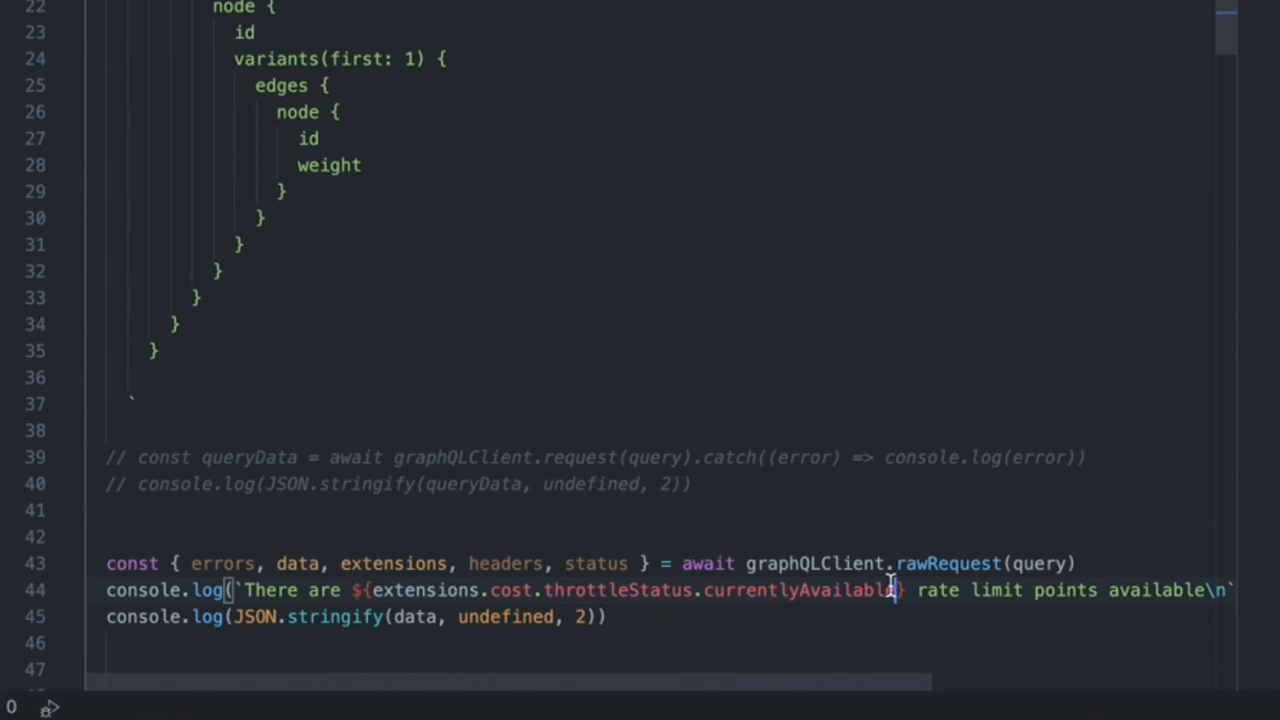 22 node {
23 id
24 variants(first: 1) {
25 edges {
26 node {
27 id
28 weight
29 }
30 }
31 }
32 }
33 }
34 }
35 }
36
37 `
38
39 // const queryData = await graphQLClient.request(query).catch((error) => console.log(error))
40 // console.log(JSON.stringify(queryData, undefined, 2))
41
42
43 const { errors, data, extensions, headers, status } = await graphQLClient.rawRequest(query)
44 console.log(`There are ${extensions.cost.throttleStatus.currentlyAvailable} rate limit points available\n`
45 console.log(JSON.stringify(data, undefined, 2))
46
47
0